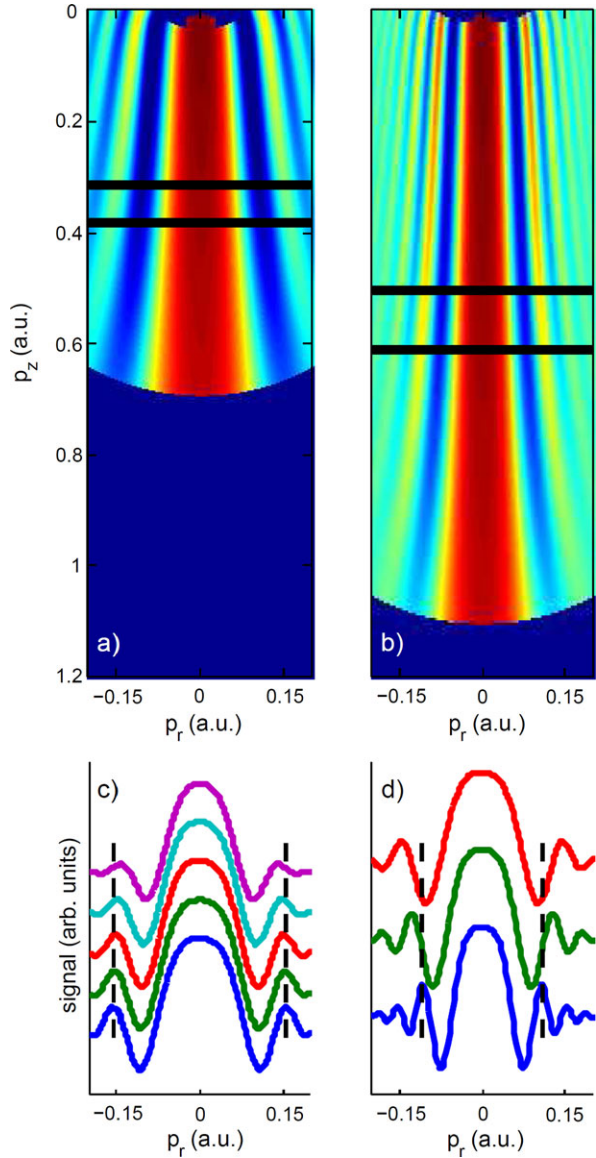 0
0.2
0.4
0.6
0.8
1
1.2
p_z (a.u.)
a)
b)
−0.15 0 0.15
−0.15 0 0.15
p_r (a.u.)
p_r (a.u.)
c)
d)
signal (arb. units)
−0.15 0 0.15
−0.15 0 0.15
p_r (a.u.)
p_r (a.u.)